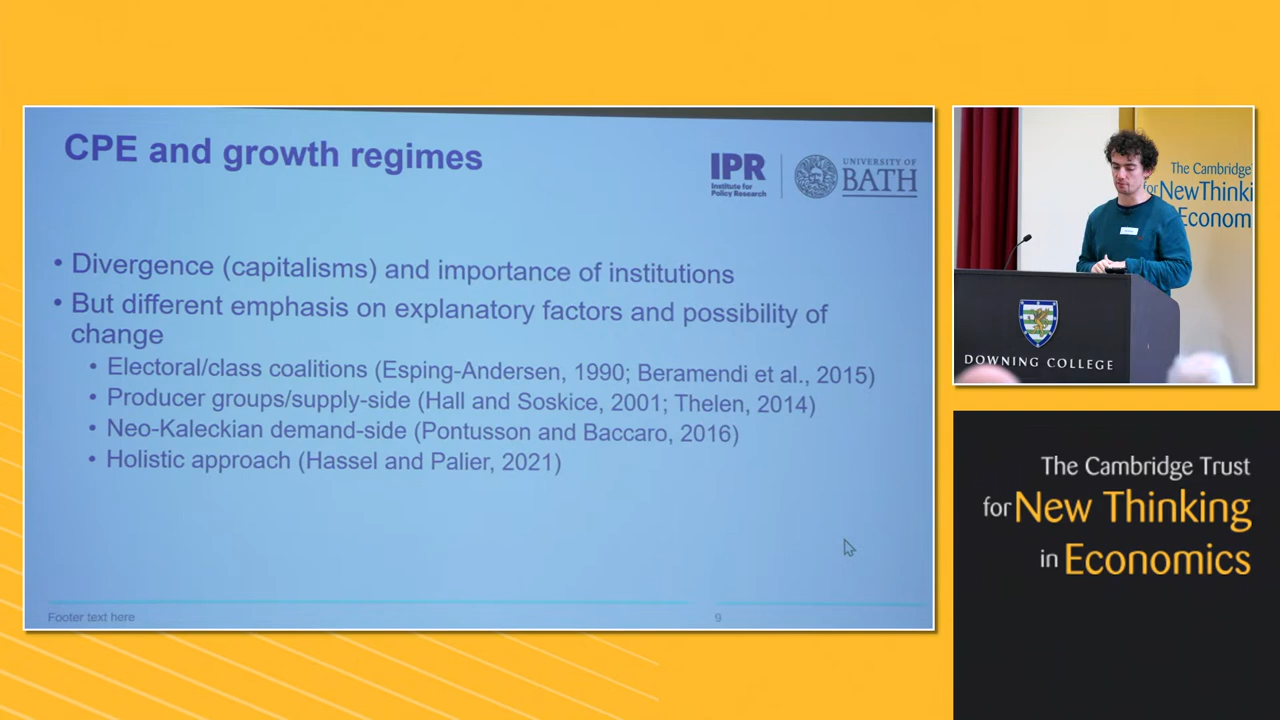 CPE and growth regimes
IPR
Institute for
Policy Research
UNIVERSITY OF
BATH
• Divergence (capitalisms) and importance of institutions
• But different emphasis on explanatory factors and possibility of
change
• Electoral/class coalitions (Esping-Andersen, 1990; Beramendi et al., 2015)
• Producer groups/supply-side (Hall and Soskice, 2001; Thelen, 2014)
• Neo-Kaleckian demand-side (Pontusson and Baccaro, 2016)
• Holistic approach (Hassel and Palier, 2021)
Footer text here
9
The Cambridge
for NewThinki
Econom
DOWNING COLLEGE
The Cambridge Trust
for New Thinking
in Economics